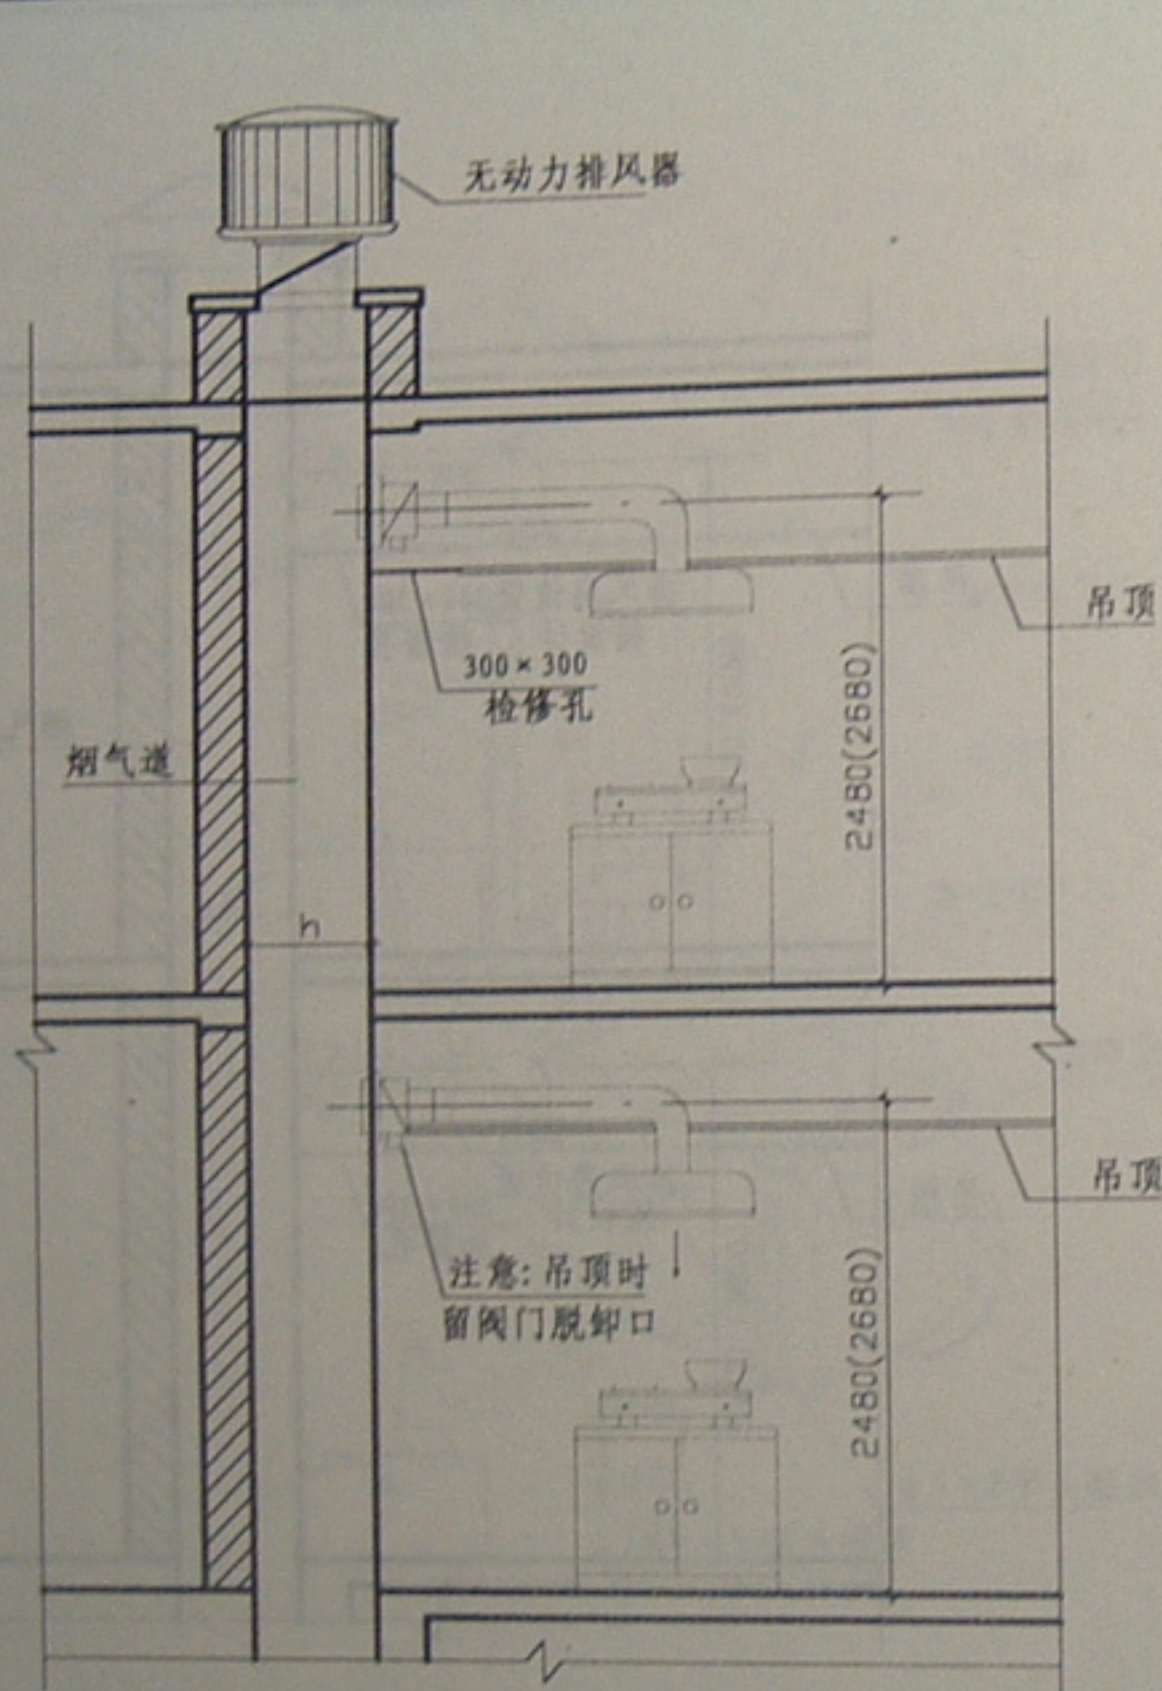 无动力排风器
吊顶
300×300
检修孔
2480(2680)
烟气道
h
吊顶
注意:吊顶时
留阀门脱卸口
2480(2680)